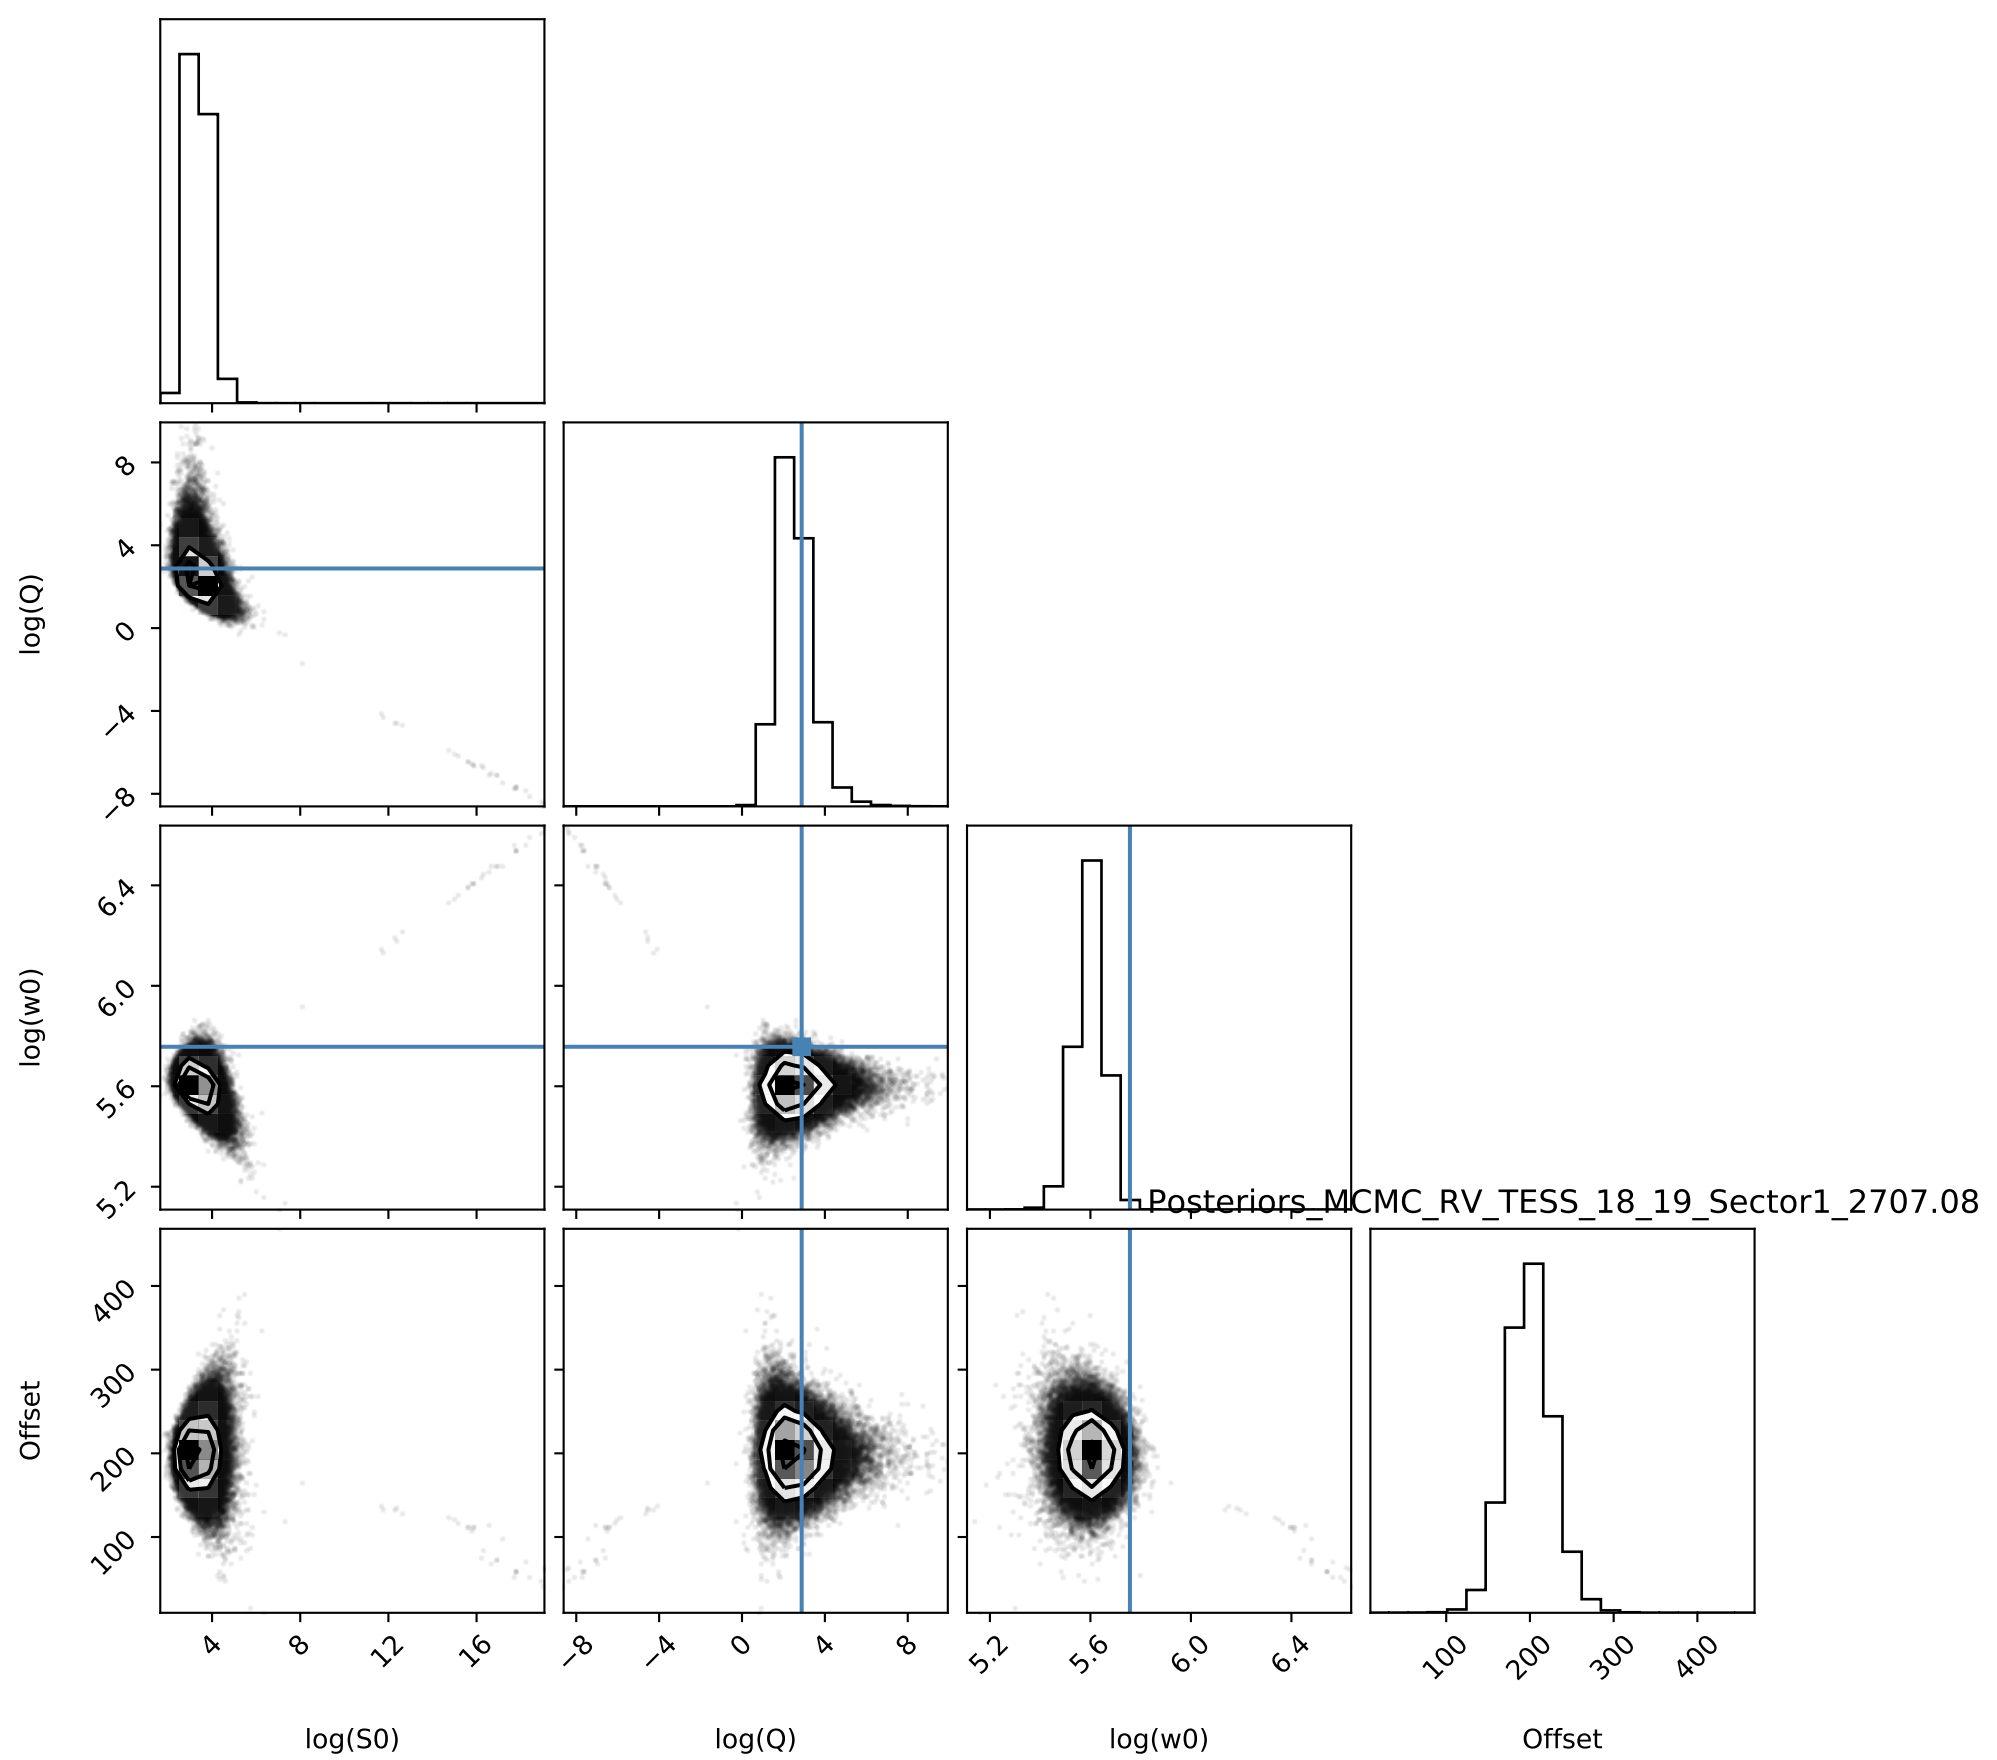 8
4
0
−4
−8
log(Q)
6.4
6.0
5.6
5.2
log(w0)
Posteriors_MCMC_RV_TESS_18_19_Sector1_2707.08
400
300
200
100
Offset
4 8 12 16
−8 −4 0 4 8
5.2 5.6 6.0 6.4
100 200 300 400
log(S0)
log(Q)
log(w0)
Offset